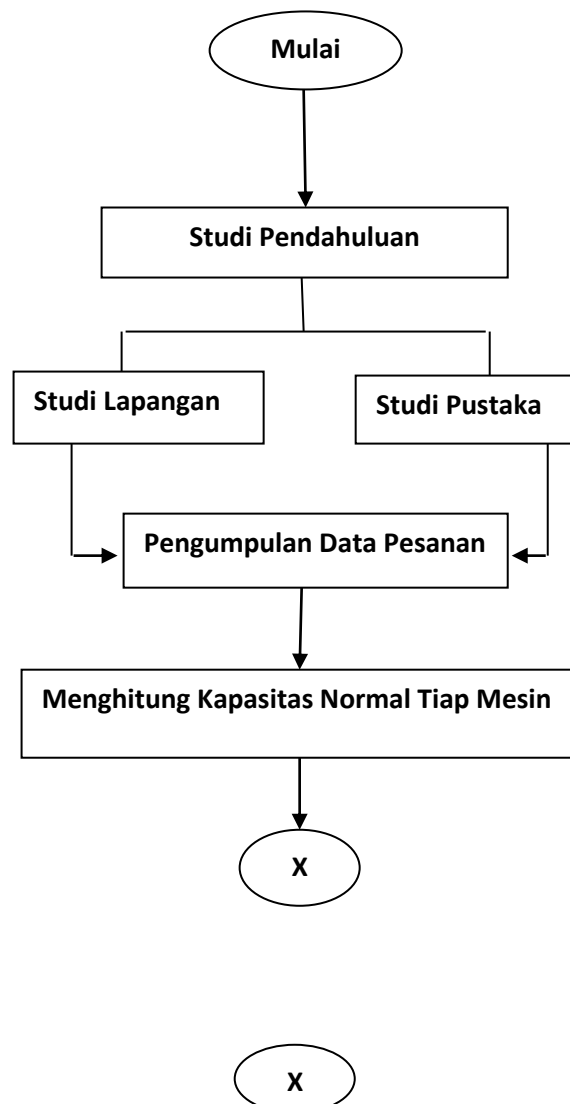 Mulai
Studi Pendahuluan
Studi Lapangan
Studi Pustaka
Pengumpulan Data Pesanan
Menghitung Kapasitas Normal Tiap Mesin
X
X